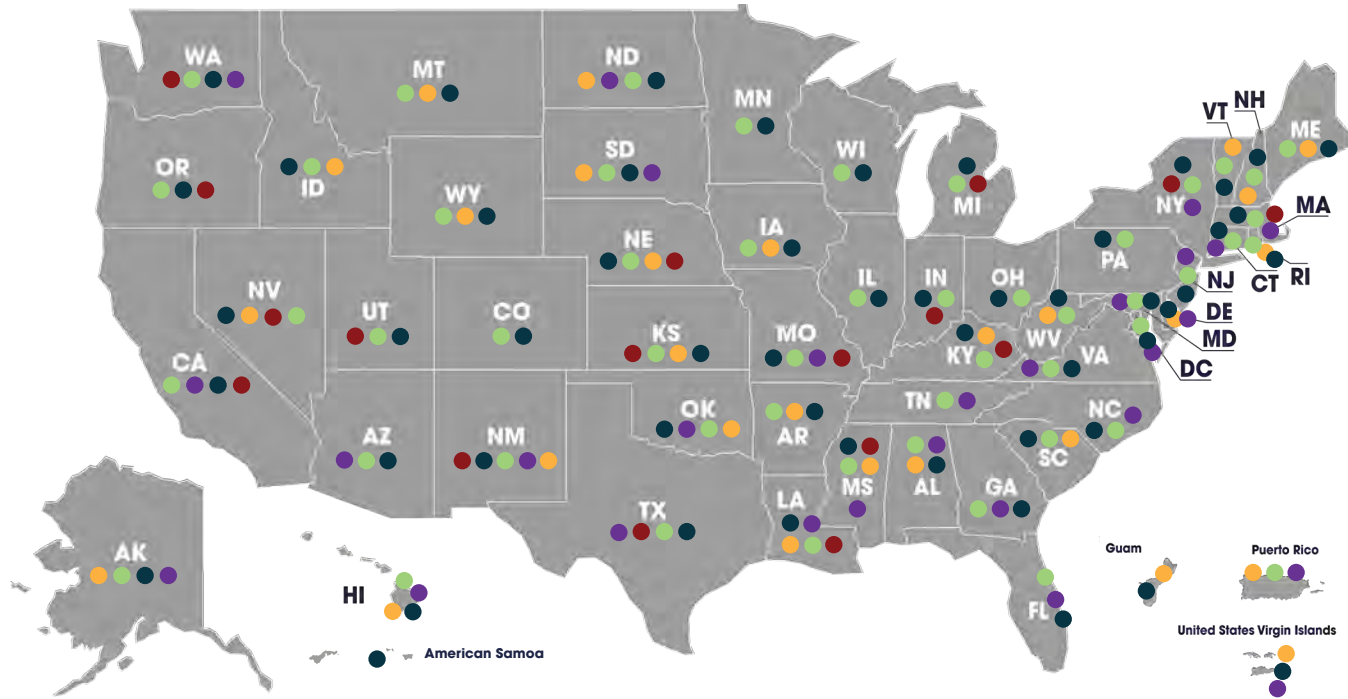 WA
MT
ND
MN
VT
NH
ME
OR
ID
SD
WI
MI
NY
MA
WY
NE
IA
PA
CT
RI
NV
UT
CO
IL
IN
OH
NJ
DE
MD
DC
CA
KS
MO
KY
WV
VA
AZ
NM
OK
AR
TN
NC
SC
MS
AL
GA
TX
LA
AK
HI
FL
Guam
Puerto Rico
American Samoa
United States Virgin Islands